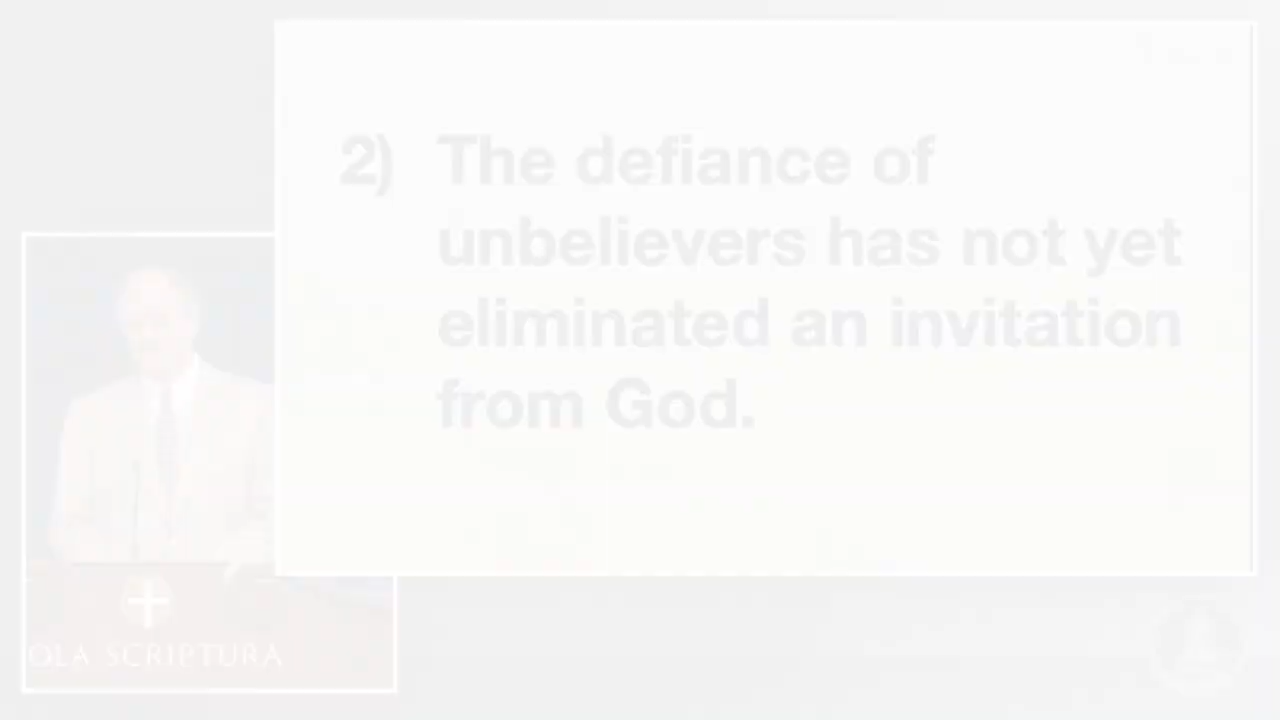 2) The defiance of
unbelievers has not yet
eliminated an invitation
from God.
OLA SCRIPTURA